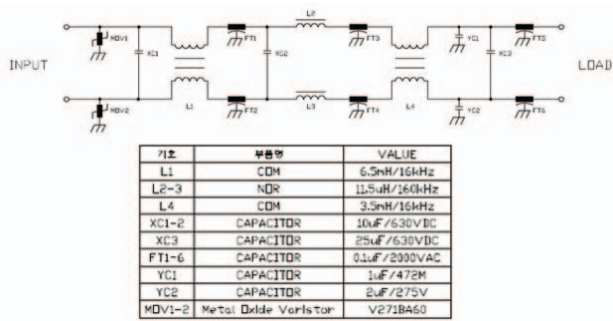 L2
MOV1
XC1
FT1
XC2
FT3
YC1
FT5
XC3
INPUT
LOAD
MOV2
L1
FT2
L3
FT4
L4
YC2
FT6
기호 부품명 VALUE
L1 COM 6.5mH/16kHz
L2-3 NOR 11.5uH/160kHz
L4 COM 3.5mH/16kHz
XC1-2 CAPACITOR 10uF/630VDC
XC3 CAPACITOR 25uF/630VDC
FT1-6 CAPACITOR 0.1uF/2000VAC
YC1 CAPACITOR 1uF/472M
YC2 CAPACITOR 2uF/275V
MOV1-2 Metal Oxide Varistor V271BA60